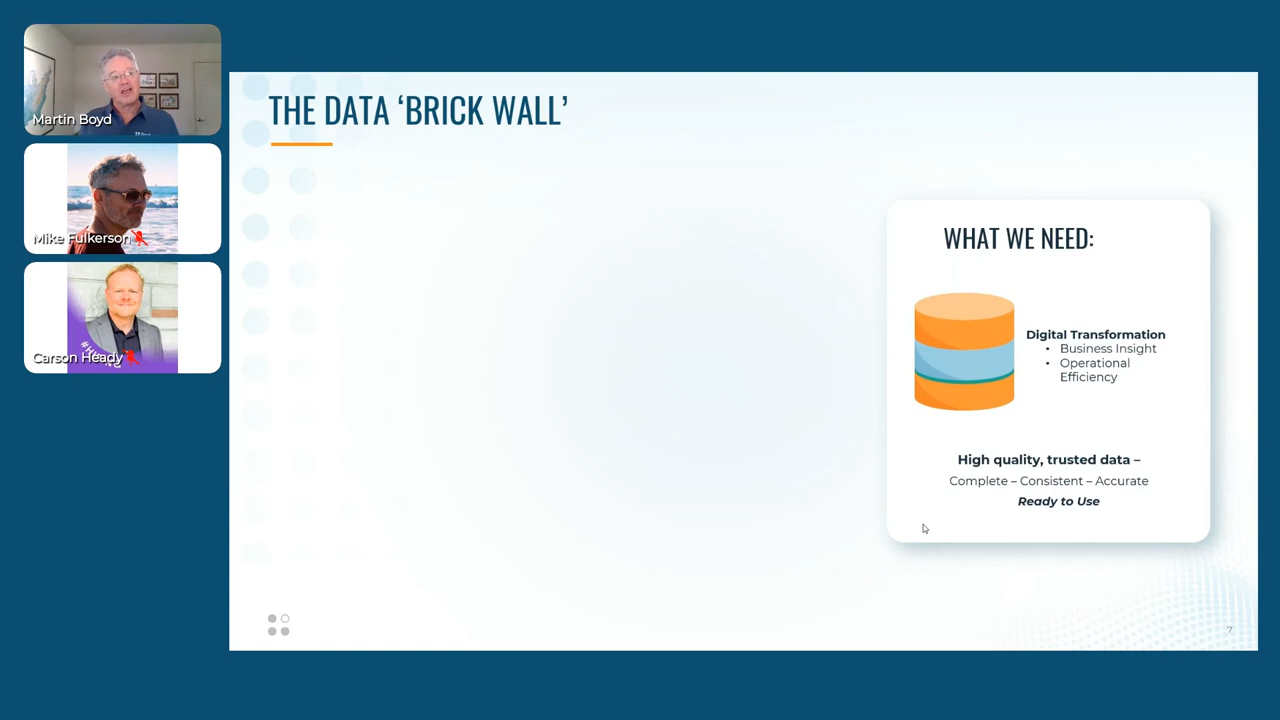 Martin Boyd
Mike Fulkerson
Carson Heady
THE DATA ‘BRICK WALL’
WHAT WE NEED:
Digital Transformation
• Business Insight
• Operational
Efficiency
High quality, trusted data –
Complete – Consistent – Accurate
Ready to Use
7